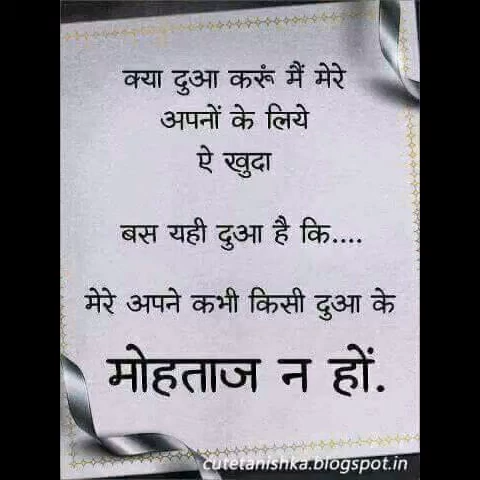 क्या दुआ करूं मैं मेरे
अपनों के लिये
ऐ खुदा
बस यही दुआ है कि....
मेरे अपने कभी किसी दुआ के
मोहताज न हों.
cutetanishka.blogspot.in